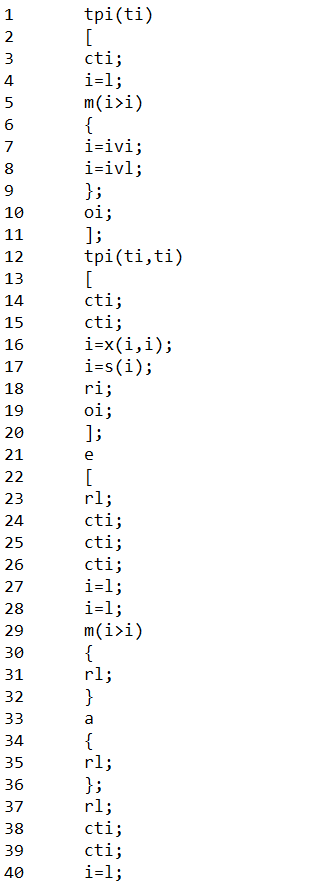 1 tpi(ti)
2 [
3 cti;
4 i=l;
5 m(i>i)
6 {
7 i=ivi;
8 i=ivl;
9 };
10 oi;
11 ];
12 tpi(ti,ti)
13 [
14 cti;
15 cti;
16 i=x(i,i);
17 i=s(i);
18 ri;
19 oi;
20 ];
21 e
22 [
23 rl;
24 cti;
25 cti;
26 cti;
27 i=l;
28 i=l;
29 m(i>i)
30 {
31 rl;
32 }
33 a
34 {
35 rl;
36 };
37 rl;
38 cti;
39 cti;
40 i=l;